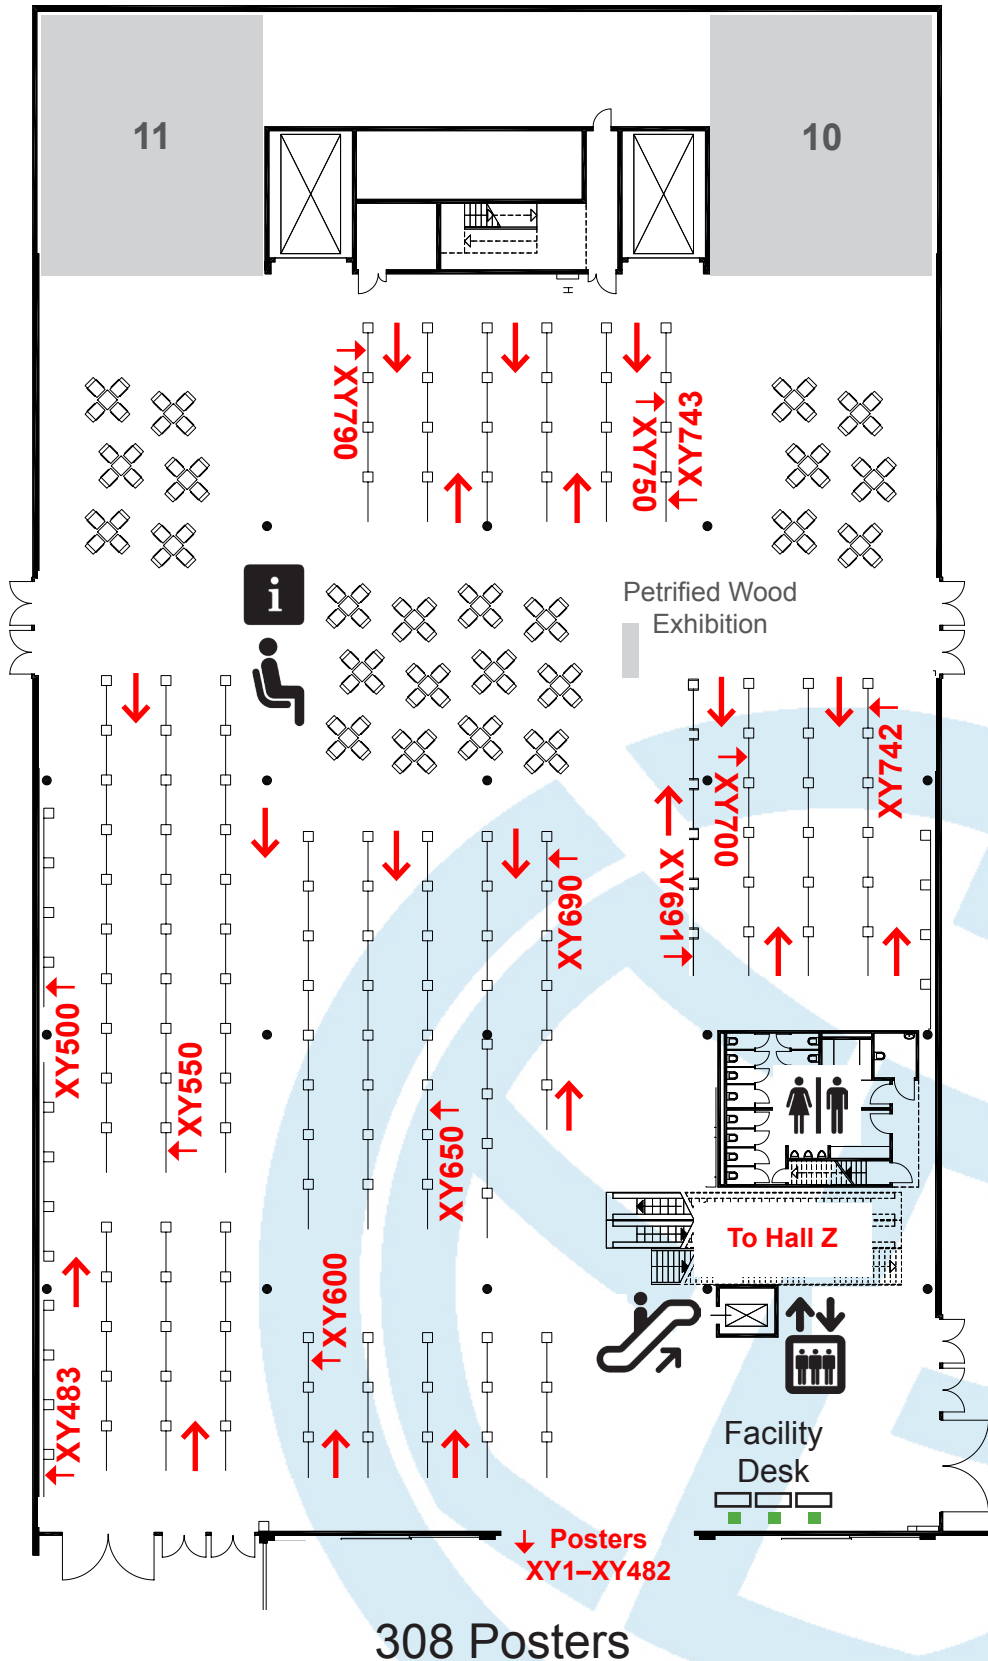 11
10
XY790
XY750
XY743
i
Petrified Wood
Exhibition
XY742
XY700
XY691
XY690
XY500
XY550
XY650
To Hall Z
XY600
XY483
Facility
Desk
Posters
XY1–XY482
308 Posters